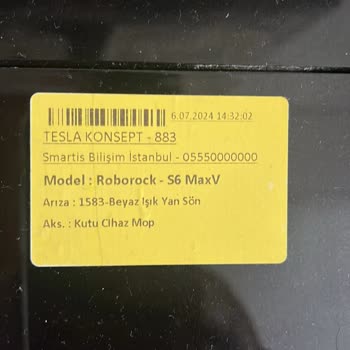 6.07.2024 14:32:02
TESLA KONSEPT - 883
Smartis Bilişim İstanbul - 05550000000
Model : Roborock - S6 MaxV
Arıza : 1583-Beyaz Işık Yan Sön
Aks. : Kutu Cihaz Mop